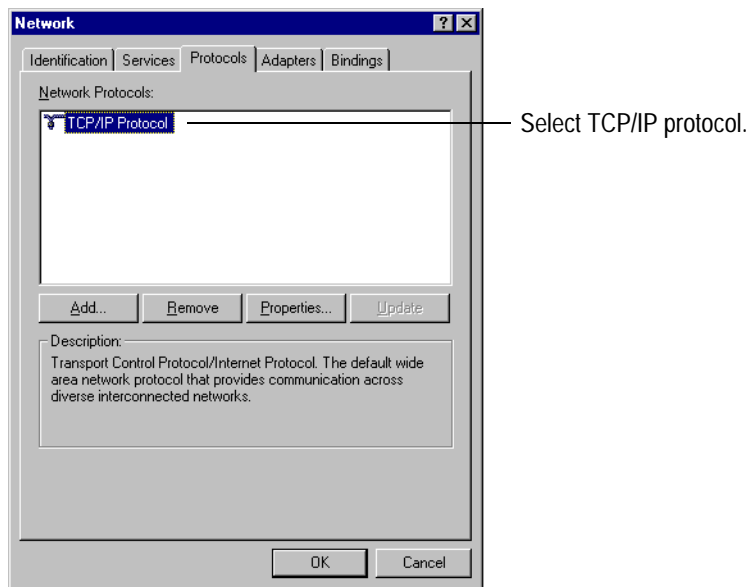 Network
Identification Services Protocols Adapters Bindings
Network Protocols:
TCP/IP Protocol
Select TCP/IP protocol.
Add... Remove Properties... Update
Description:
Transport Control Protocol/Internet Protocol. The default wide
area network protocol that provides communication across
diverse interconnected networks.
OK Cancel